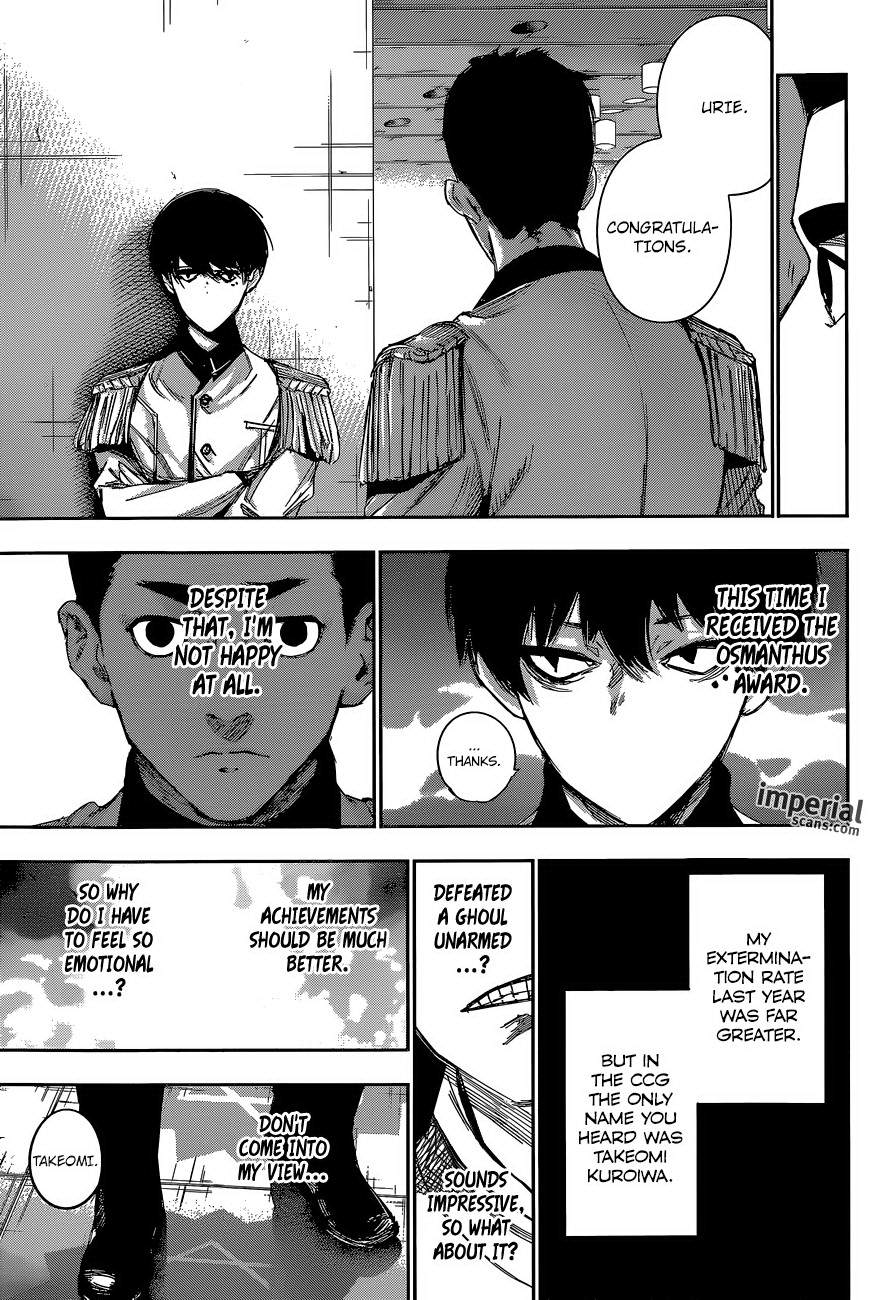 URIE.
CONGRATULA-
TIONS.
THIS TIME I
RECEIVED THE
OSMANTHUS
AWARD.
...
THANKS.
DESPITE
THAT, I'M
NOT HAPPY
AT ALL.
imperial
scans.com
MY
EXTERMINA-
TION RATE
LAST YEAR
WAS FAR
GREATER.
BUT IN
THE CCG
THE ONLY
NAME YOU
HEARD WAS
TAKEOMI
KUROIWA.
DEFEATED
A GHOUL
UNARMED
...?
SOUNDS
IMPRESSIVE,
SO WHAT
ABOUT IT?
MY
ACHIEVEMENTS
SHOULD BE MUCH
BETTER.
SO WHY
DO I HAVE
TO FEEL SO
EMOTIONAL
...?
DON'T
COME INTO
MY VIEW...
TAKEOMI.